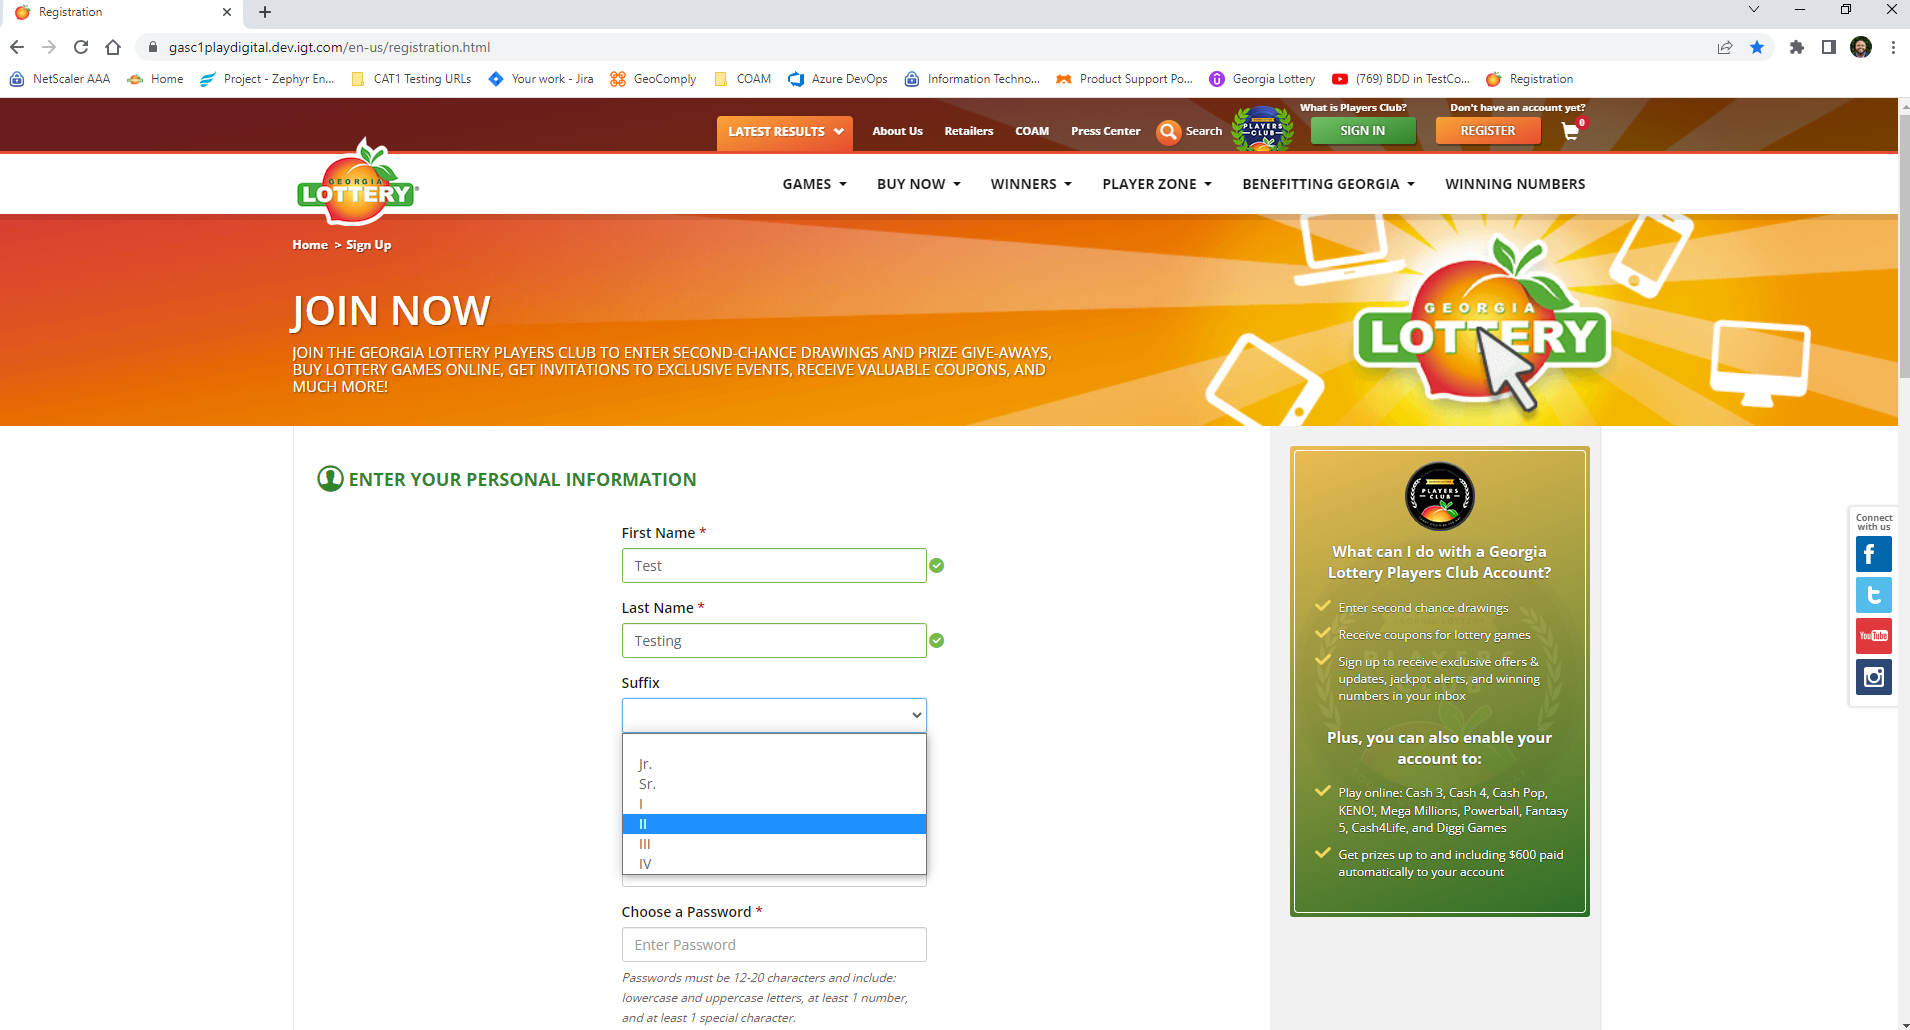 Registration
gasc1playdigital.dev.igt.com/en-us/registration.html
NetScaler AAA
Home
Project - Zephyr En...
CAT1 Testing URLs
Your work - Jira
GeoComply
COAM
Azure DevOps
Information Techno...
Product Support Po...
Georgia Lottery
(769) BDD in TestCo...
Registration
LATEST RESULTS
About Us
Retailers
COAM
Press Center
Search
PLAYERS
CLUB
What is Players Club?
SIGN IN
Don't have an account yet?
REGISTER
0
GEORGIA
LOTTERY
GAMES
BUY NOW
WINNERS
PLAYER ZONE
BENEFITTING GEORGIA
WINNING NUMBERS
Home > Sign Up
JOIN NOW
JOIN THE GEORGIA LOTTERY PLAYERS CLUB TO ENTER SECOND-CHANCE DRAWINGS AND PRIZE GIVE-AWAYS,
BUY LOTTERY GAMES ONLINE, GET INVITATIONS TO EXCLUSIVE EVENTS, RECEIVE VALUABLE COUPONS, AND
MUCH MORE!
GEORGIA
LOTTERY
ENTER YOUR PERSONAL INFORMATION
First Name *
Test
Last Name *
Testing
Suffix
Jr.
Sr.
I
II
III
IV
Choose a Password *
Enter Password
Passwords must be 12-20 characters and include:
lowercase and uppercase letters, at least 1 number,
and at least 1 special character.
PLAYERS
CLUB
What can I do with a Georgia
Lottery Players Club Account?
Enter second chance drawings
Receive coupons for lottery games
Sign up to receive exclusive offers &
updates, jackpot alerts, and winning
numbers in your inbox
Plus, you can also enable your
account to:
Play online: Cash 3, Cash 4, Cash Pop,
KENO!, Mega Millions, Powerball, Fantasy
5, Cash4Life, and Diggi Games
Get prizes up to and including $600 paid
automatically to your account
Connect
with us
YouTube